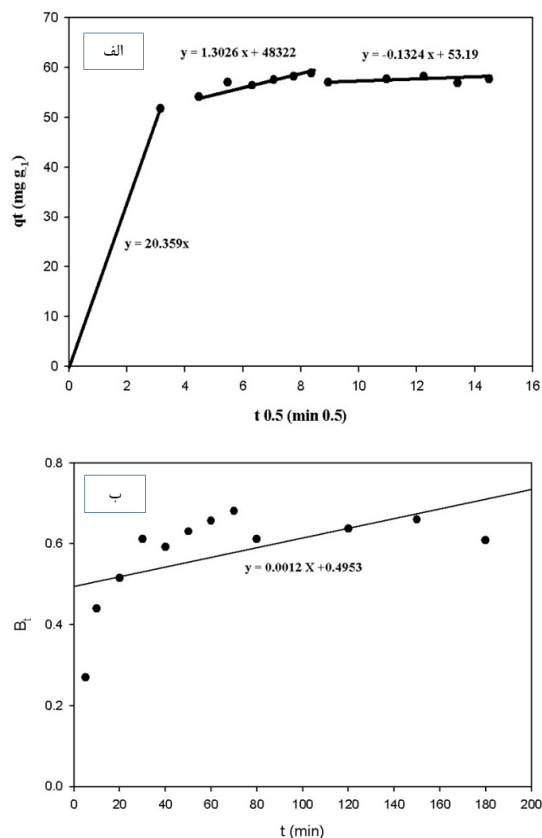 الف
y = 1.3026 x + 48322
y = -0.1324 x + 53.19
y = 20.359x
qt (mg g-1)
70
60
50
40
30
20
10
0
0 2 4 6 8 10 12 14 16
t 0.5 (min 0.5)
ب
y = 0.0012 X +0.4953
Bt
0.8
0.6
0.4
0.2
0.0
0 20 40 60 80 100 120 140 160 180 200
t (min)